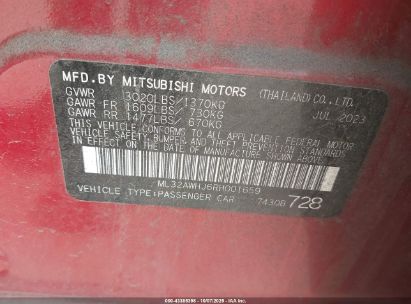 MFD.BY MITSUBISHI MOTORS (THAILAND)CO.,LTD.
GVWR 3020LBS/1370KG JUL/2023
GAWR FR 1609LBS/730KG
GAWR RR 1477LBS/670KG
THIS VEHICLE CONFORMS TO ALL APPLICABLE FEDERAL MOTOR
VEHICLE SAFETY, BUMPER, AND THEFT PREVENTION STANDARDS
IN EFFECT ON THE DATE OF MANUFACTURE SHOWN ABOVE.
ML32AWHJ6RH001659
VEHICLE TYPE:PASSENGER CAR 7430B 728